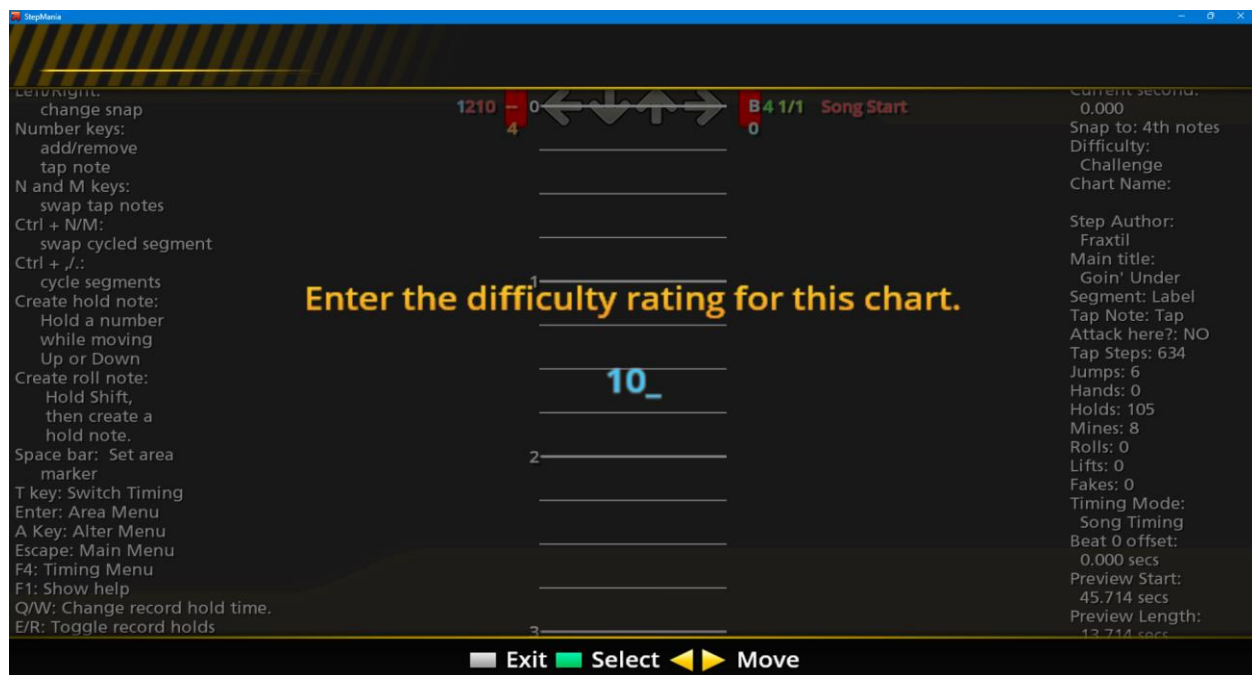 StepMania
Left/Right:
change snap
Number keys:
add/remove
tap note
N and M keys:
swap tap notes
Ctrl + N/M:
swap cycled segment
Ctrl + ,/.:
cycle segments
Create hold note:
Hold a number
while moving
Up or Down
Create roll note:
Hold Shift,
then create a
hold note.
Space bar: Set area
marker
T key: Switch Timing
Enter: Area Menu
A Key: Alter Menu
Escape: Main Menu
F4: Timing Menu
F1: Show help
Q/W: Change record hold time.
E/R: Toggle record holds
1210 – 0 B 4 1/1 Song Start
4 0
1
Enter the difficulty rating for this chart.
10_
2
3
Current second:
0.000
Snap to: 4th notes
Difficulty:
Challenge
Chart Name:
Step Author:
Fraxtil
Main title:
Goin' Under
Segment: Label
Tap Note: Tap
Attack here?: NO
Tap Steps: 634
Jumps: 6
Hands: 0
Holds: 105
Mines: 8
Rolls: 0
Lifts: 0
Fakes: 0
Timing Mode:
Song Timing
Beat 0 offset:
0.000 secs
Preview Start:
45.714 secs
Preview Length:
13.714 secs
Exit Select Move